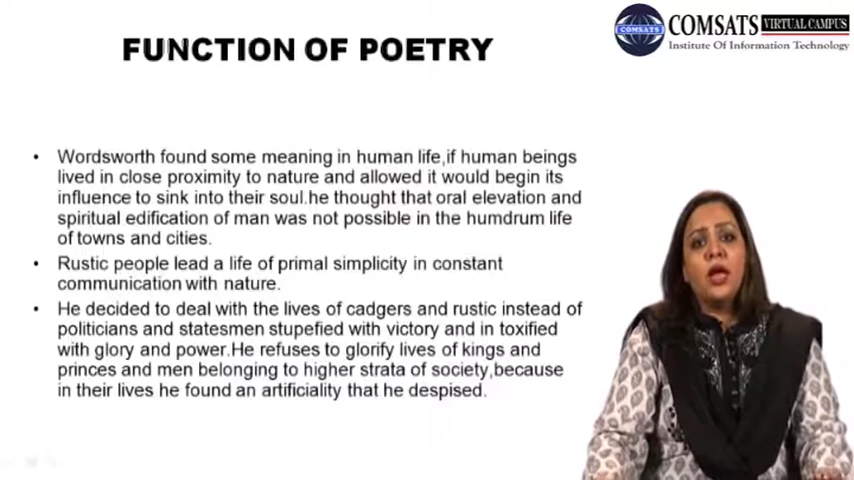 FUNCTION OF POETRY
COMSATS VIRTUAL CAMPUS
Institute Of Information Technology
COMSATS
• Wordsworth found some meaning in human life,if human beings
lived in close proximity to nature and allowed it would begin its
influence to sink into their soul.he thought that oral elevation and
spiritual edification of man was not possible in the humdrum life
of towns and cities.
• Rustic people lead a life of primal simplicity in constant
communication with nature.
• He decided to deal with the lives of cadgers and rustic instead of
politicians and statesmen stupefied with victory and in toxified
with glory and power.He refuses to glorify lives of kings and
princes and men belonging to higher strata of society,because
in their lives he found an artificiality that he despised.